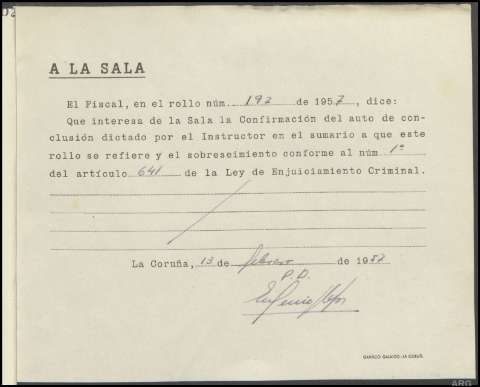 A LA SALA
El Fiscal, en el rollo núm. 192 de 1957, dice:
Que interesa de la Sala la Confirmación del auto de con-
clusión dictado por el Instructor en el sumario a que este
rollo se refiere y el sobreseimiento conforme al núm 1º
del artículo 641 de la Ley de Enjuiciamiento Criminal.
La Coruña, 13 de febrero de 1957
P.D.
Eugenio
ARG